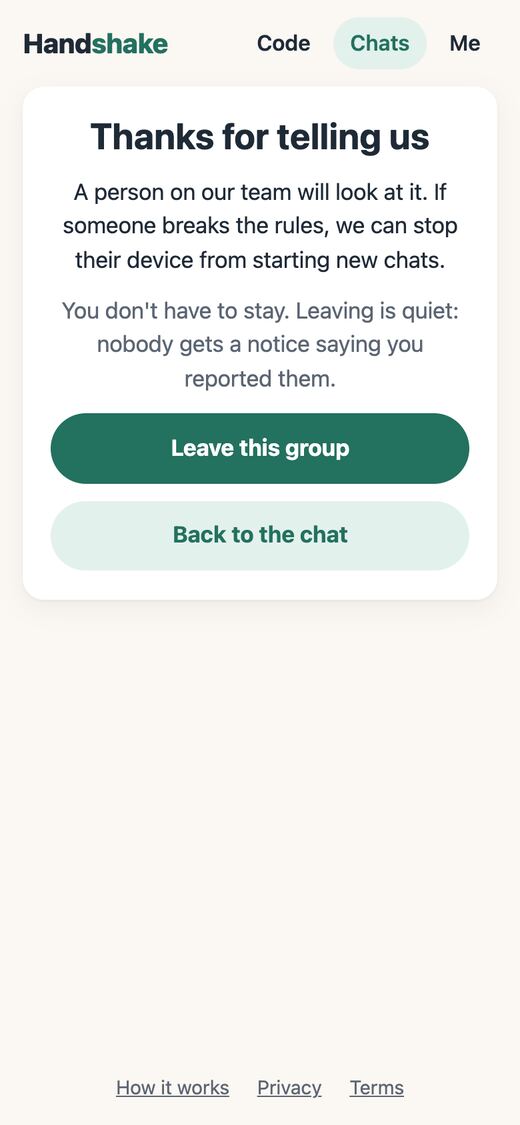 Handshake
Code
Chats
Me
Thanks for telling us
A person on our team will look at it. If
someone breaks the rules, we can stop
their device from starting new chats.
You don't have to stay. Leaving is quiet:
nobody gets a notice saying you
reported them.
Leave this group
Back to the chat
How it works
Privacy
Terms